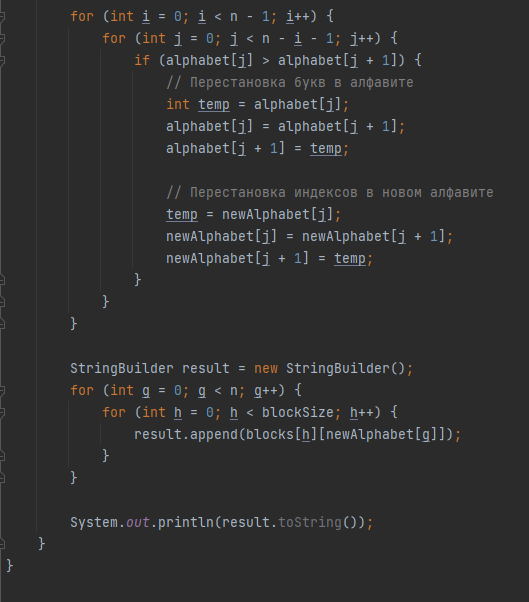 for (int i = 0; i < n - 1; i++) {
for (int j = 0; j < n - i - 1; j++) {
if (alphabet[j] > alphabet[j + 1]) {
// Перестановка букв в алфавите
int temp = alphabet[j];
alphabet[j] = alphabet[j + 1];
alphabet[j + 1] = temp;
// Перестановка индексов в новом алфавите
temp = newAlphabet[j];
newAlphabet[j] = newAlphabet[j + 1];
newAlphabet[j + 1] = temp;
}
}
}
StringBuilder result = new StringBuilder();
for (int g = 0; g < n; g++) {
for (int h = 0; h < blockSize; h++) {
result.append(blocks[h][newAlphabet[g]]);
}
}
System.out.println(result.toString());
}
}